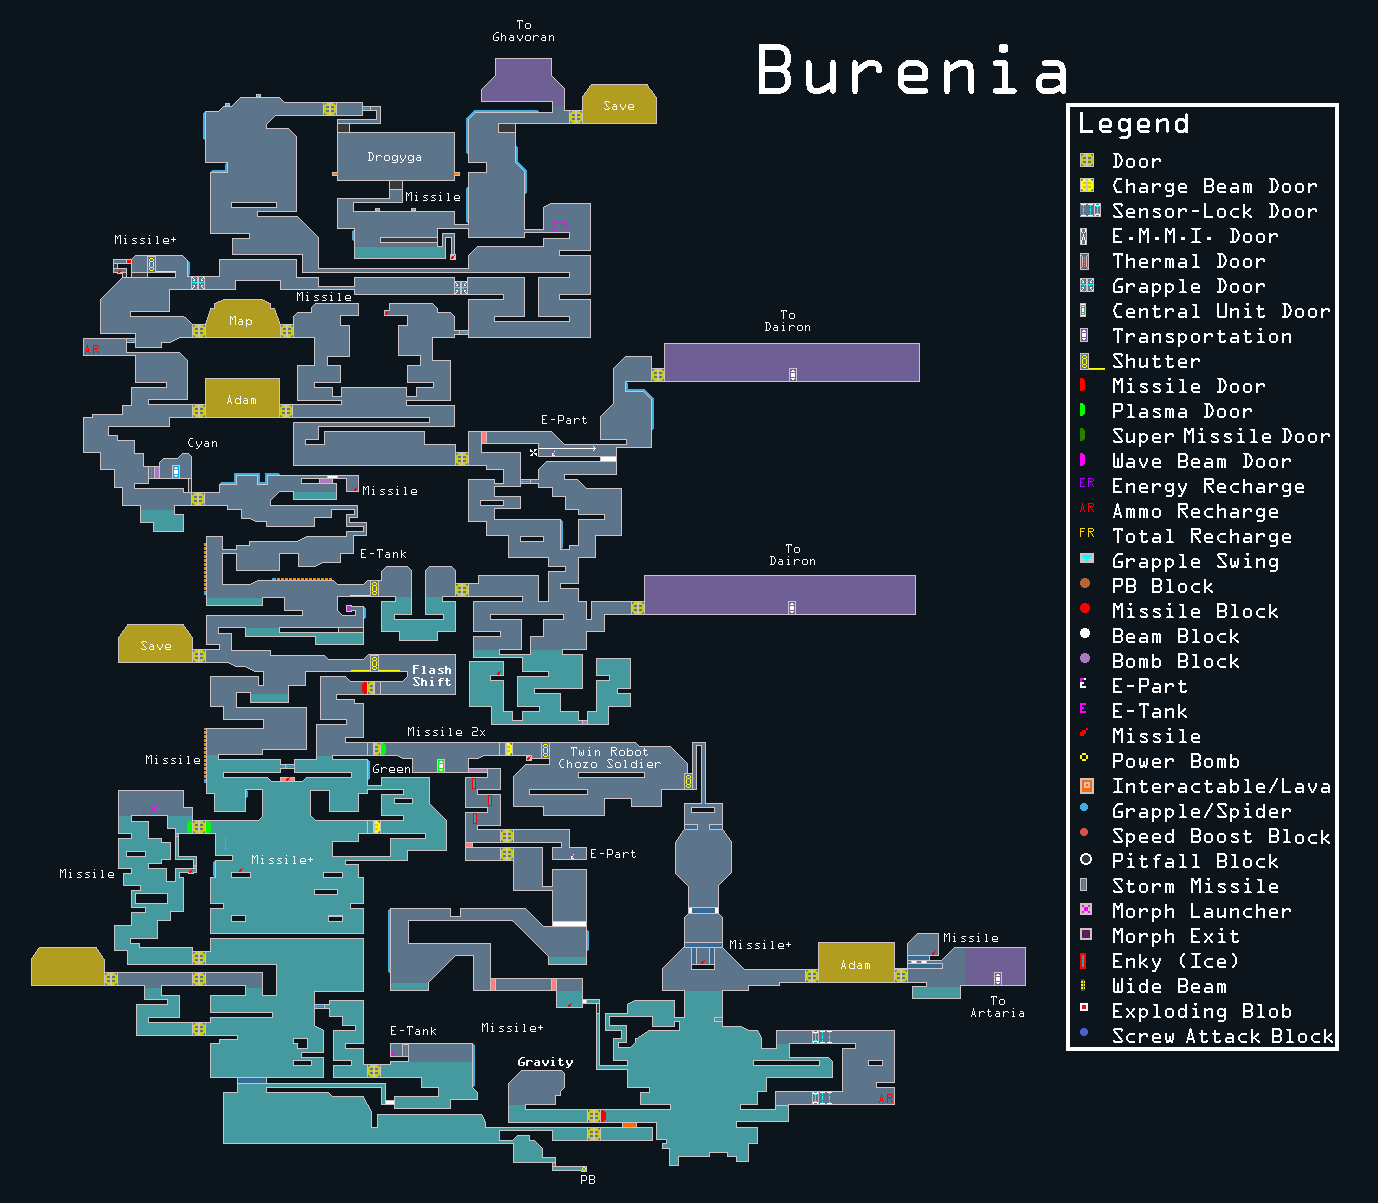 To
Ghavoran
Burenia
Save
Drogyga
Missile
ER
Missile+
Missile
Map
AR
To
Dairon
Adam
E-Part
Cyan
Missile
E-Tank
To
Dairon
Save
Flash
Shift
Missile 2x
Missile
Green
Twin Robot
Chozo Soldier
ER
Missile+
E-Part
Missile
Missile+
Adam
Missile
To
Artaria
E-Tank
Missile+
Gravity
AR
PB
Legend
Door
Charge Beam Door
Sensor-Lock Door
E.M.M.I. Door
Thermal Door
Grapple Door
Central Unit Door
Transportation
Shutter
Missile Door
Plasma Door
Super Missile Door
Wave Beam Door
ER Energy Recharge
AR Ammo Recharge
FR Total Recharge
Grapple Swing
PB Block
Missile Block
Beam Block
Bomb Block
E E-Part
E E-Tank
Missile
Power Bomb
Interactable/Lava
Grapple/Spider
Speed Boost Block
Pitfall Block
Storm Missile
Morph Launcher
Morph Exit
Enky (Ice)
Wide Beam
Exploding Blob
Screw Attack Block